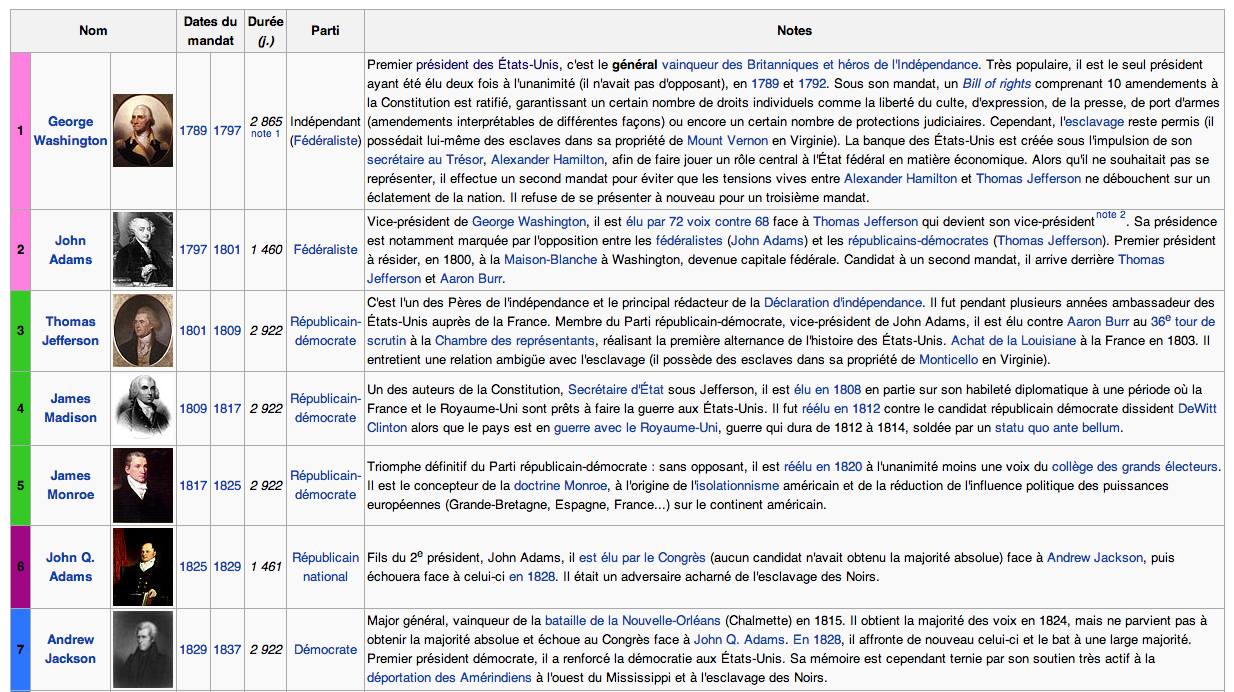 Nom
Dates du mandat
Durée (j.)
Parti
Notes
1
George Washington
1789
1797
2 865
note 1
Indépendant (Fédéraliste)
Premier président des États-Unis, c'est le général vainqueur des Britanniques et héros de l'Indépendance. Très populaire, il est le seul président
ayant été élu deux fois à l'unanimité (il n'avait pas d'opposant), en 1789 et 1792. Sous son mandat, un Bill of rights comprenant 10 amendements à
la Constitution est ratifié, garantissant un certain nombre de droits individuels comme la liberté du culte, d'expression, de la presse, de port d'armes
(amendements interprétables de différentes façons) ou encore un certain nombre de protections judiciaires. Cependant, l'esclavage reste permis (il
possédait lui-même des esclaves dans sa propriété de Mount Vernon en Virginie). La banque des États-Unis est créée sous l'impulsion de son
secrétaire au Trésor, Alexander Hamilton, afin de faire jouer un rôle central à l'État fédéral en matière économique. Alors qu'il ne souhaitait pas se
représenter, il effectue un second mandat pour éviter que les tensions vives entre Alexander Hamilton et Thomas Jefferson ne débouchent sur un
éclatement de la nation. Il refuse de se présenter à nouveau pour un troisième mandat.
2
John Adams
1797
1801
1 460
Fédéraliste
Vice-président de George Washington, il est élu par 72 voix contre 68 face à Thomas Jefferson qui devient son vice-président note 2. Sa présidence
est notamment marquée par l'opposition entre les fédéralistes (John Adams) et les républicains-démocrates (Thomas Jefferson). Premier président
à résider, en 1800, à la Maison-Blanche à Washington, devenue capitale fédérale. Candidat à un second mandat, il arrive derrière Thomas
Jefferson et Aaron Burr.
3
Thomas Jefferson
1801
1809
2 922
Républicain-démocrate
C'est l'un des Pères de l'indépendance et le principal rédacteur de la Déclaration d'indépendance. Il fut pendant plusieurs années ambassadeur des
États-Unis auprès de la France. Membre du Parti républicain-démocrate, vice-président de John Adams, il est élu contre Aaron Burr au 36e tour de
scrutin à la Chambre des représentants, réalisant la première alternance de l'histoire des États-Unis. Achat de la Louisiane à la France en 1803. Il
entretient une relation ambigüe avec l'esclavage (il possède des esclaves dans sa propriété de Monticello en Virginie).
4
James Madison
1809
1817
2 922
Républicain-démocrate
Un des auteurs de la Constitution, Secrétaire d'État sous Jefferson, il est élu en 1808 en partie sur son habileté diplomatique à une période où la
France et le Royaume-Uni sont prêts à faire la guerre aux États-Unis. Il fut réélu en 1812 contre le candidat républicain démocrate dissident DeWitt
Clinton alors que le pays est en guerre avec le Royaume-Uni, guerre qui dura de 1812 à 1814, soldée par un statu quo ante bellum.
5
James Monroe
1817
1825
2 922
Républicain-démocrate
Triomphe définitif du Parti républicain-démocrate : sans opposant, il est réélu en 1820 à l'unanimité moins une voix du collège des grands électeurs.
Il est le concepteur de la doctrine Monroe, à l'origine de l'isolationnisme américain et de la réduction de l'influence politique des puissances
européennes (Grande-Bretagne, Espagne, France...) sur le continent américain.
6
John Q. Adams
1825
1829
1 461
Républicain national
Fils du 2e président, John Adams, il est élu par le Congrès (aucun candidat n'avait obtenu la majorité absolue) face à Andrew Jackson, puis
échouera face à celui-ci en 1828. Il était un adversaire acharné de l'esclavage des Noirs.
7
Andrew Jackson
1829
1837
2 922
Démocrate
Major général, vainqueur de la bataille de la Nouvelle-Orléans (Chalmette) en 1815. Il obtient la majorité des voix en 1824, mais ne parvient pas à
obtenir la majorité absolue et échoue au Congrès face à John Q. Adams. En 1828, il affronte de nouveau celui-ci et le bat à une large majorité.
Premier président démocrate, il a renforcé la démocratie aux États-Unis. Sa mémoire est cependant ternie par son soutien très actif à la
déportation des Amérindiens à l'ouest du Mississippi et à l'esclavage des Noirs.